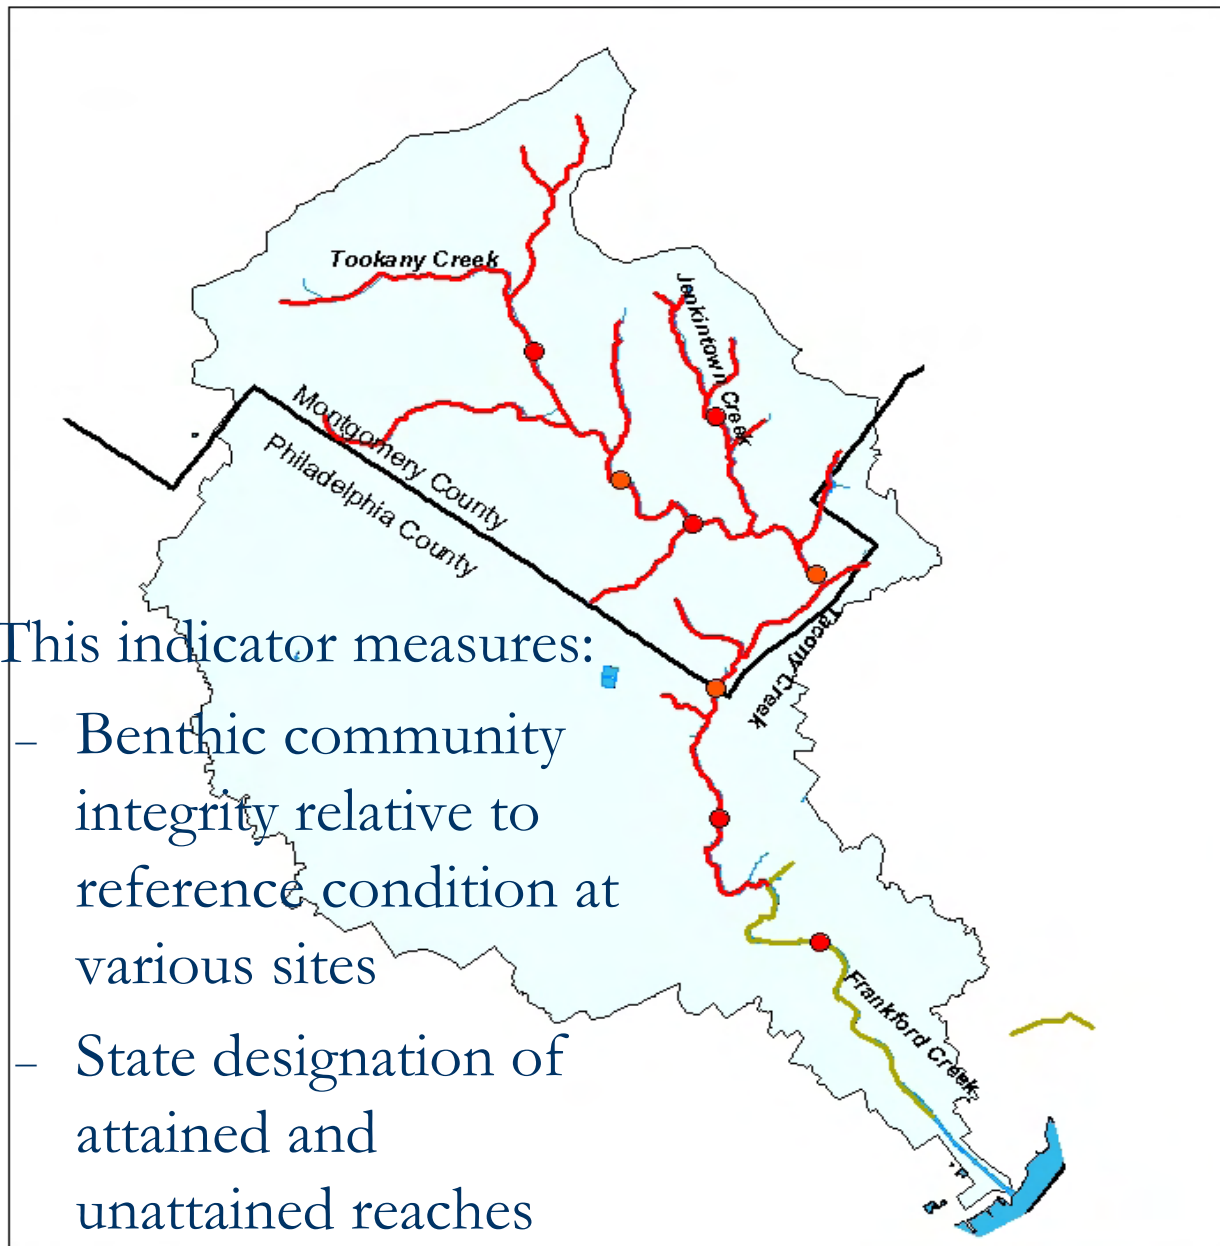 Tookany Creek
Jenkintown Creek
Montgomery County
Philadelphia County
Tacony Creek
This indicator measures:
– Benthic community
integrity relative to
reference condition at
various sites
Frankford Creek
– State designation of
attained and
unattained reaches